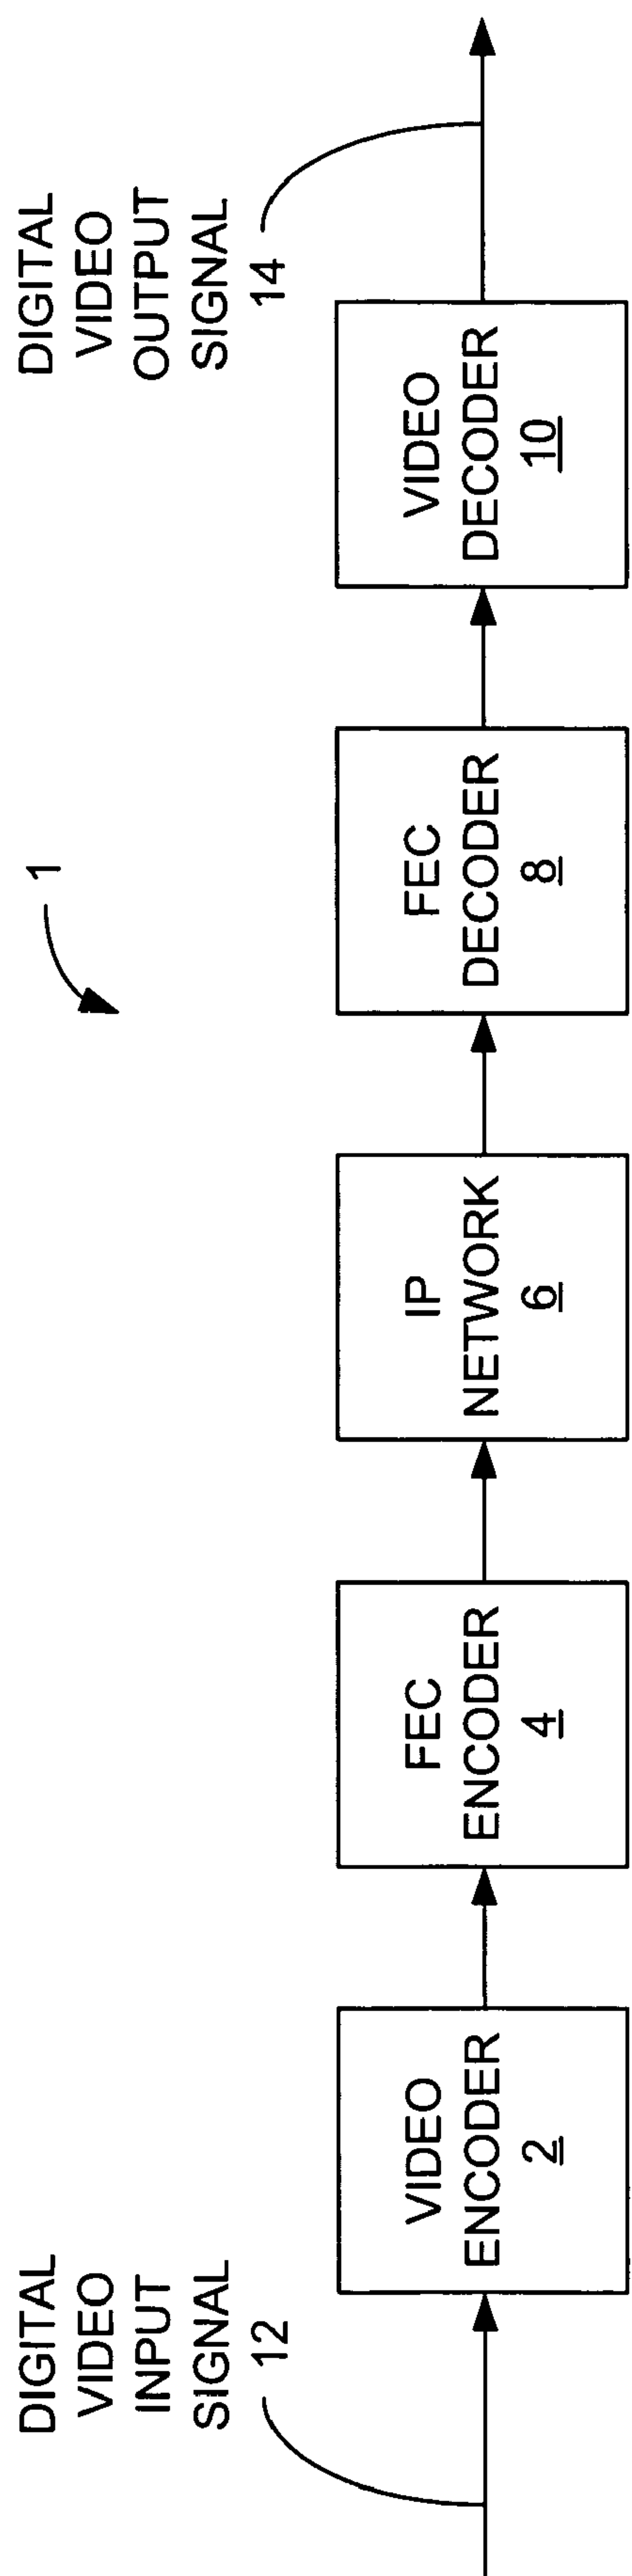 1
DIGITAL
VIDEO
INPUT
SIGNAL
12
VIDEO
ENCODER
2
FEC
ENCODER
4
IP
NETWORK
6
FEC
DECODER
8
VIDEO
DECODER
10
DIGITAL
VIDEO
OUTPUT
SIGNAL
14